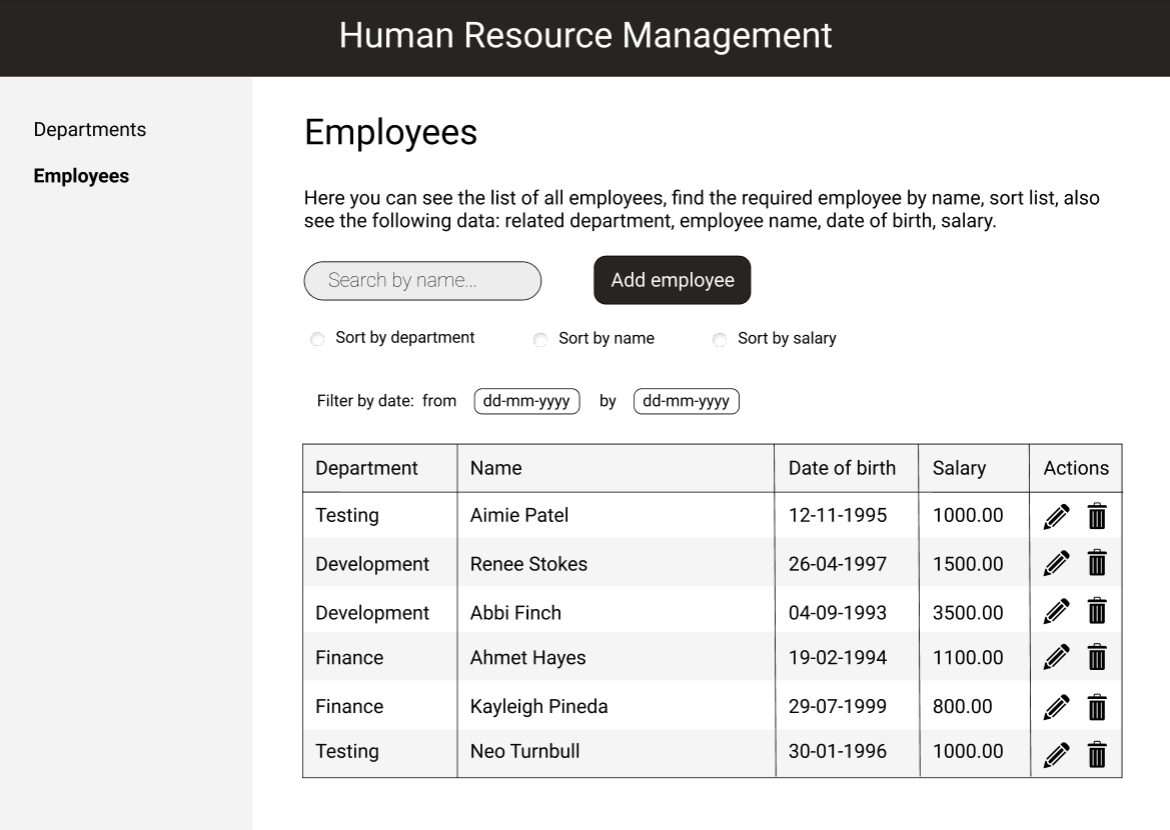 Human Resource Management
Departments
Employees
Employees
Here you can see the list of all employees, find the required employee by name, sort list, also
see the following data: related department, employee name, date of birth, salary.
Search by name... Add employee
Sort by department Sort by name Sort by salary
Filter by date: from dd-mm-yyyy by dd-mm-yyyy
Department Name Date of birth Salary Actions
Testing Aimie Patel 12-11-1995 1000.00
Development Renee Stokes 26-04-1997 1500.00
Development Abbi Finch 04-09-1993 3500.00
Finance Ahmet Hayes 19-02-1994 1100.00
Finance Kayleigh Pineda 29-07-1999 800.00
Testing Neo Turnbull 30-01-1996 1000.00